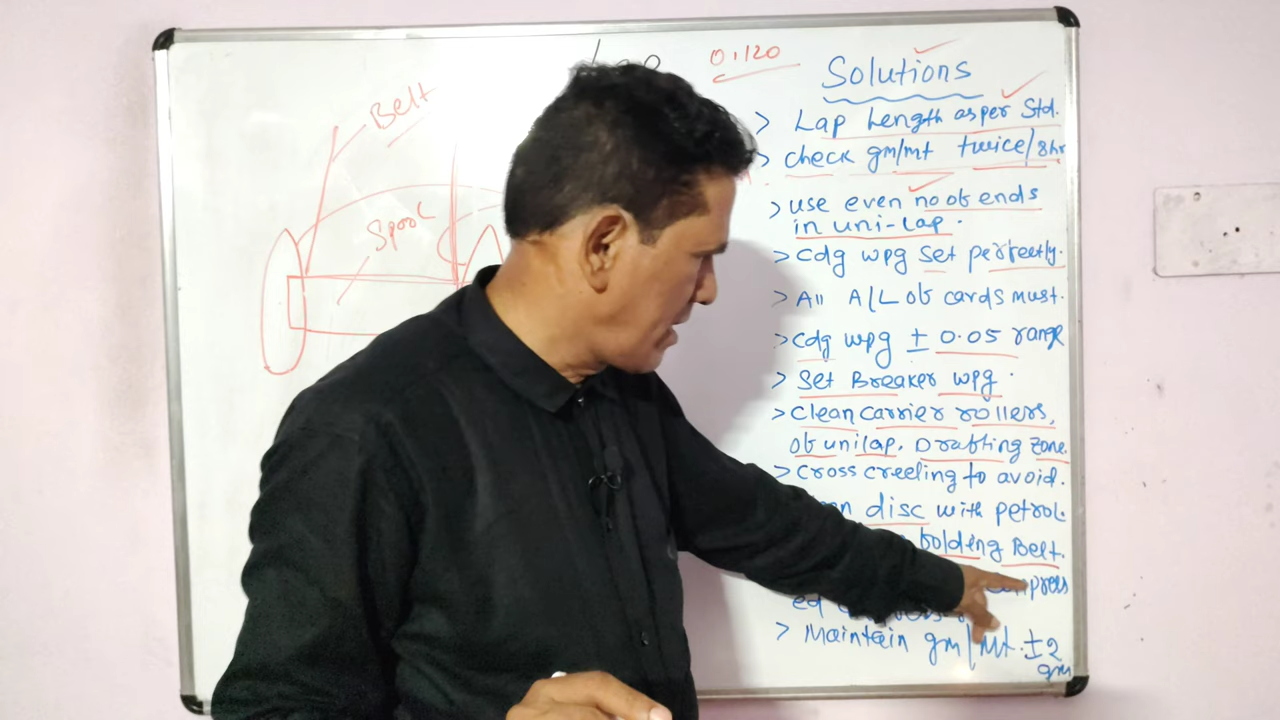 0.120
Belt
Spool
Solutions
> Lap Length as per Std.
> check gm/mt twice/8hr
> use even no of ends
in uni-Lap.
> cdg wpg set perfectly.
> All A/L of cards must.
> cdg wpg ± 0.05 range
> Set Breaker wpg.
> clean carrier rollers,
of unilap. Drafting zone.
> cross creeling to avoid.
disc with petrol.
bolding Belt.
> Maintain gm/Mt. ±2
gm